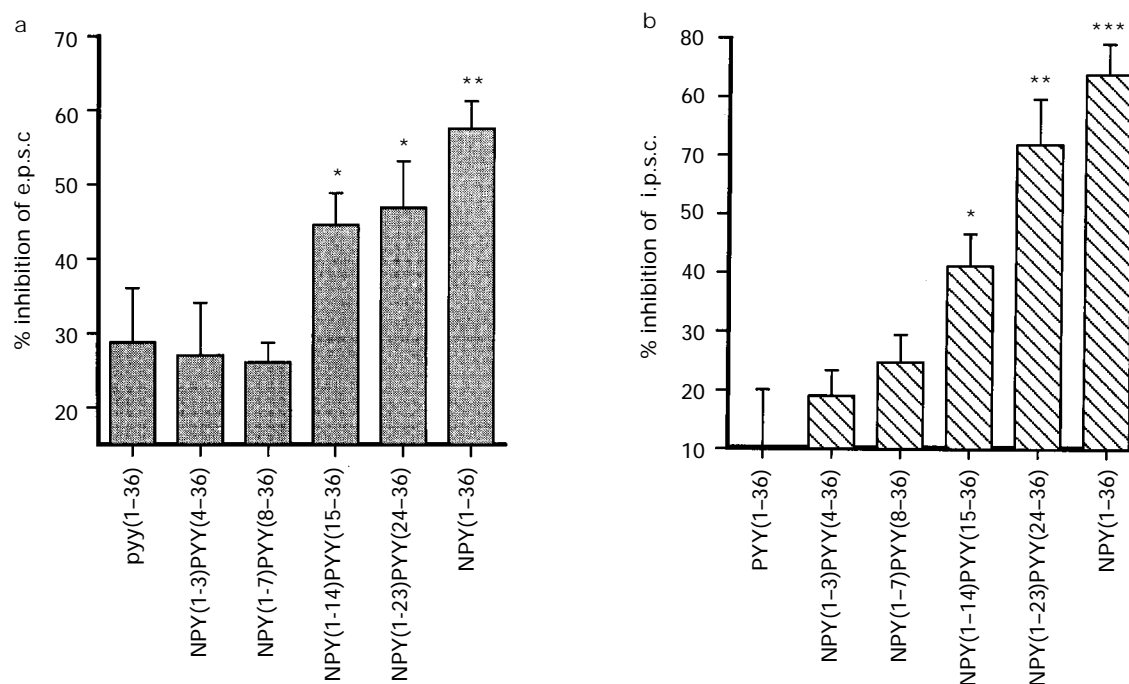 a
70
60
50
40
30
20
% inhibition of e.p.s.c
*
*
**
pyy(1–36)
NPY(1-3)PYY(4–36)
NPY(1-7)PYY(8–36)
NPY(1-14)PYY(15–36)
NPY(1-23)PYY(24–36)
NPY(1–36)
b
80
60
70
50
40
30
20
10
% inhibition of i.p.s.c.
*
**
***
PYY(1–36)
NPY(1–3)PYY(4–36)
NPY(1–7)PYY(8-36)
NPY(1–14)PYY(15-36)
NPY(1–23)PYY(24–36)
NPY(1–36)